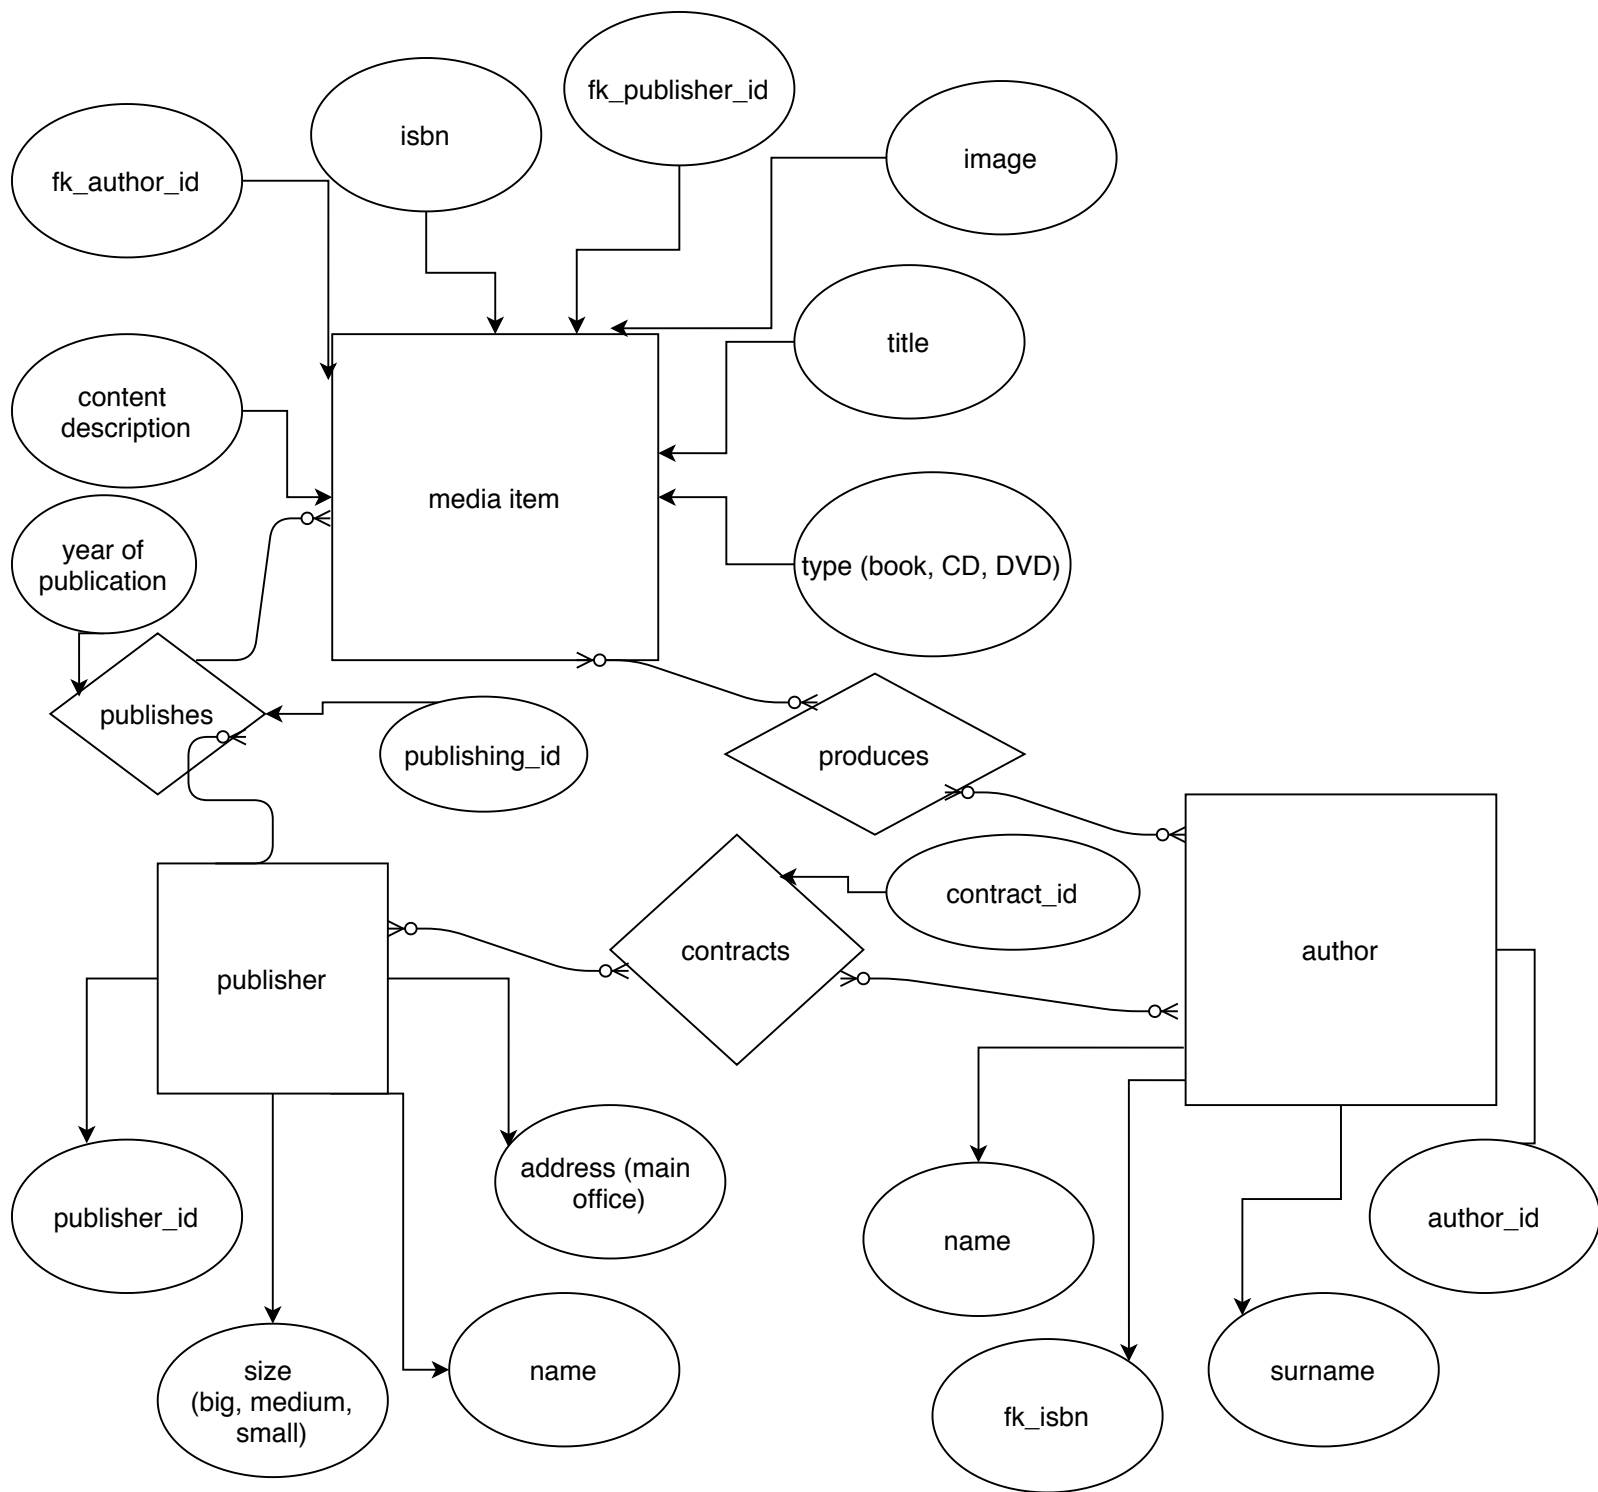 fk_publisher_id
isbn
image
fk_author_id
title
content
description
media item
year of
publication
type (book, CD, DVD)
publishes
publishing_id
produces
contract_id
contracts
author
publisher
address (main
office)
publisher_id
name
author_id
size
(big, medium,
small)
name
surname
fk_isbn